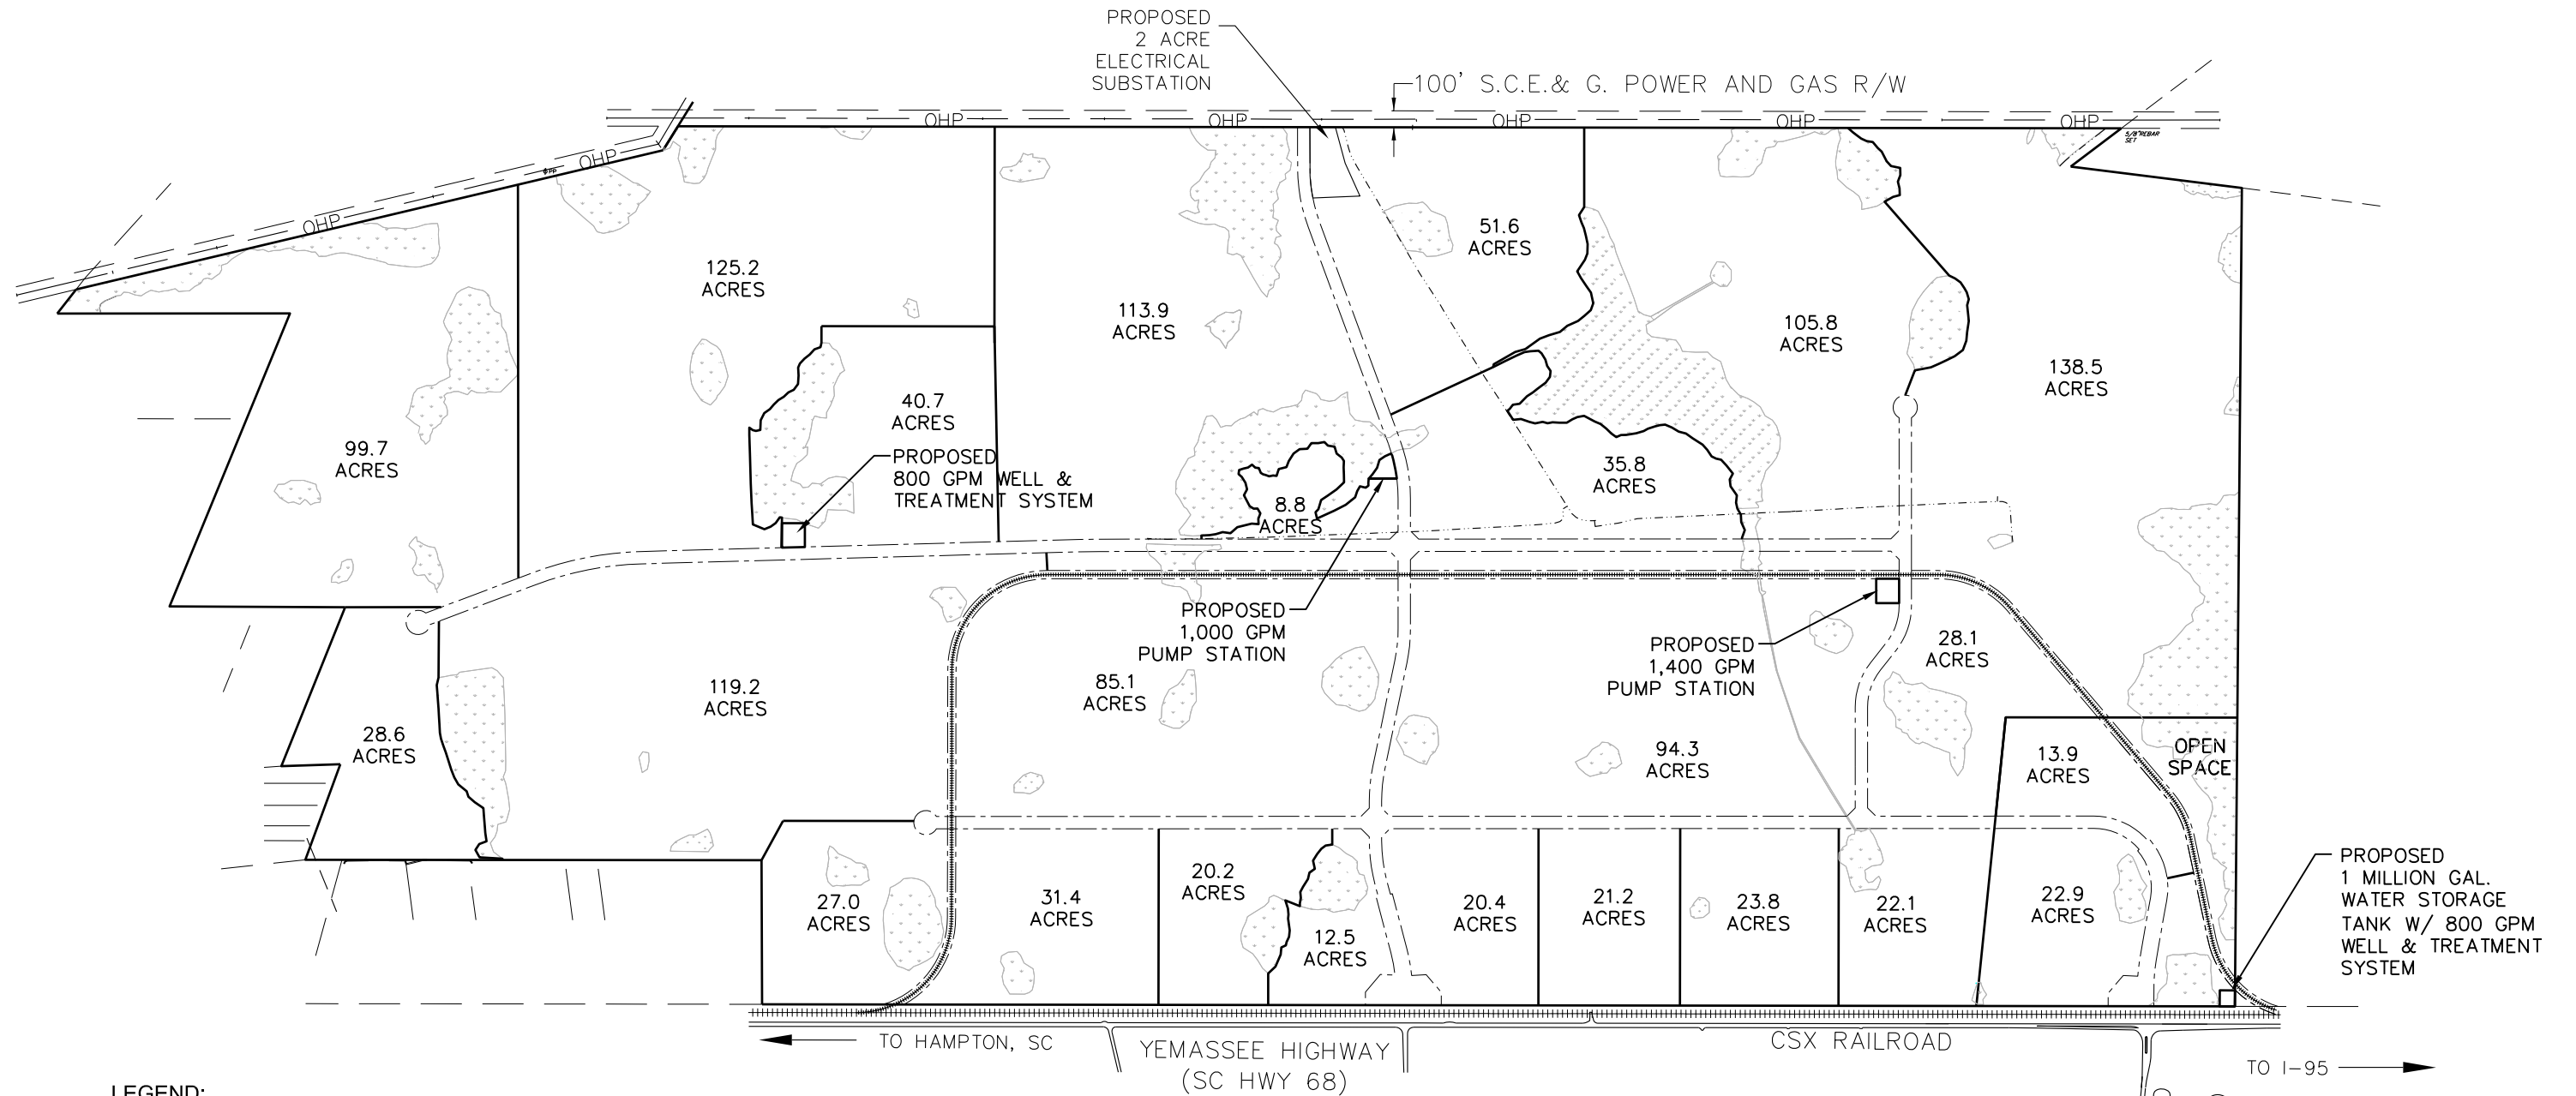 PROPOSED
2 ACRE
ELECTRICAL
SUBSTATION
100' S.C.E.& G. POWER AND GAS R/W
OHP
OHP
OHP
OHP
OHP
OHP
OHP
5/8"REBAR
SET
PP
125.2
ACRES
113.9
ACRES
51.6
ACRES
105.8
ACRES
138.5
ACRES
99.7
ACRES
40.7
ACRES
PROPOSED
800 GPM WELL &
TREATMENT SYSTEM
8.8
ACRES
35.8
ACRES
PROPOSED
1,000 GPM
PUMP STATION
PROPOSED
1,400 GPM
PUMP STATION
28.1
ACRES
119.2
ACRES
85.1
ACRES
28.6
ACRES
94.3
ACRES
13.9
ACRES
OPEN
SPACE
27.0
ACRES
31.4
ACRES
20.2
ACRES
12.5
ACRES
20.4
ACRES
21.2
ACRES
23.8
ACRES
22.1
ACRES
22.9
ACRES
PROPOSED
1 MILLION GAL.
WATER STORAGE
TANK W/ 800 GPM
WELL & TREATMENT
SYSTEM
TO HAMPTON, SC
YEMASSEE HIGHWAY
(SC HWY 68)
CSX RAILROAD
TO I-95
LEGEND: